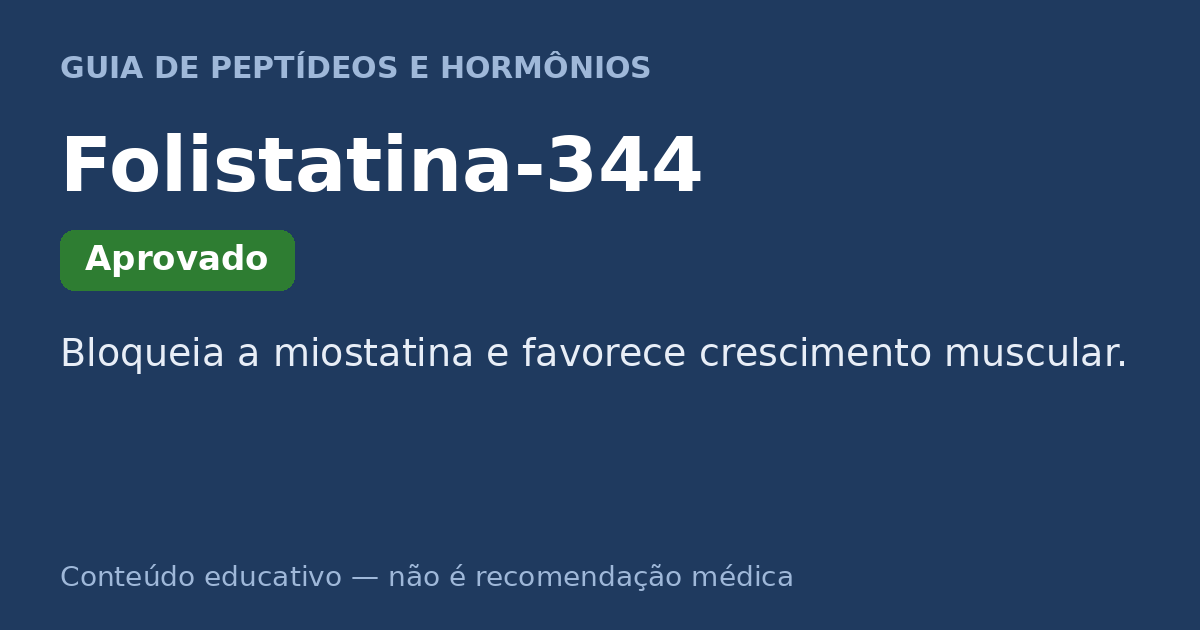 GUIA DE PEPTÍDEOS E HORMÔNIOS
Folistatina-344
Aprovado
Bloqueia a miostatina e favorece crescimento muscular.
Conteúdo educativo — não é recomendação médica